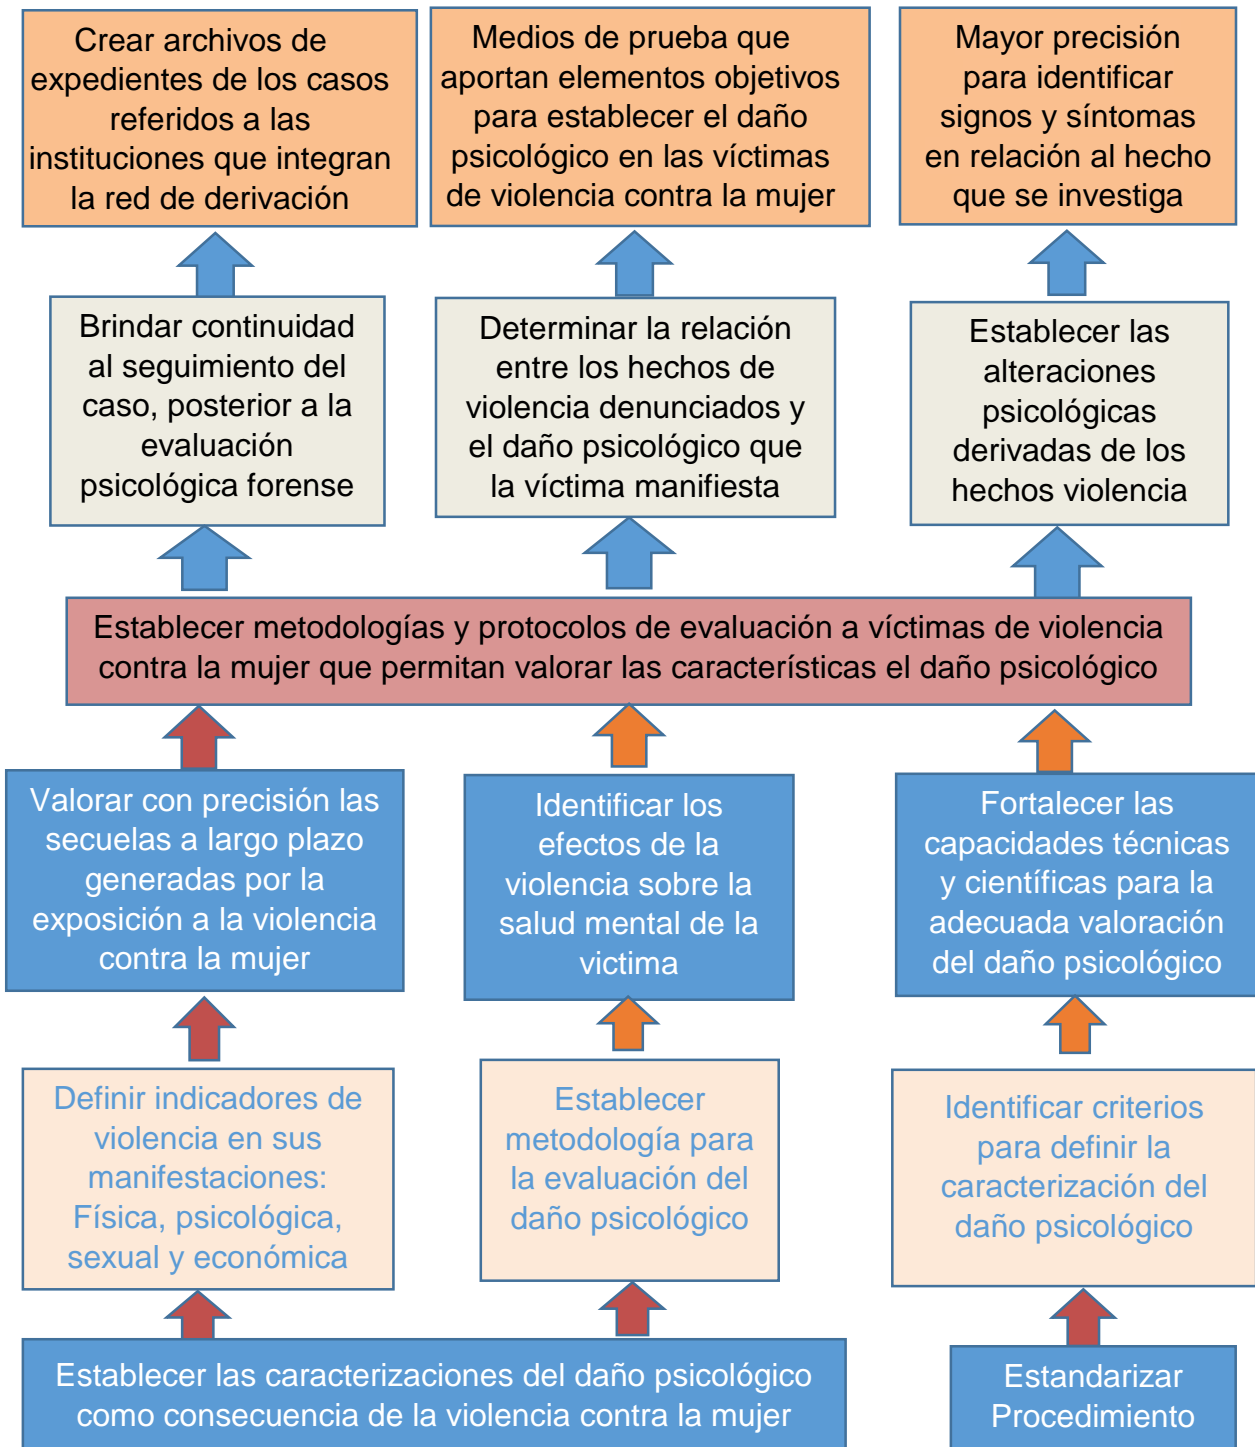 Crear archivos de
expedientes de los casos
referidos a las
instituciones que integran
la red de derivación
Medios de prueba que
aportan elementos objetivos
para establecer el daño
psicológico en las víctimas
de violencia contra la mujer
Mayor precisión
para identificar
signos y síntomas
en relación al hecho
que se investiga
Brindar continuidad
al seguimiento del
caso, posterior a la
evaluación
psicológica forense
Determinar la relación
entre los hechos de
violencia denunciados y
el daño psicológico que
la víctima manifiesta
Establecer las
alteraciones
psicológicas
derivadas de los
hechos violencia
Establecer metodologías y protocolos de evaluación a víctimas de violencia
contra la mujer que permitan valorar las características el daño psicológico
Valorar con precisión las
secuelas a largo plazo
generadas por la
exposición a la violencia
contra la mujer
Identificar los
efectos de la
violencia sobre la
salud mental de la
victima
Fortalecer las
capacidades técnicas
y científicas para la
adecuada valoración
del daño psicológico
Definir indicadores de
violencia en sus
manifestaciones:
Física, psicológica,
sexual y económica
Establecer
metodología para
la evaluación del
daño psicológico
Identificar criterios
para definir la
caracterización del
daño psicológico
Establecer las caracterizaciones del daño psicológico
como consecuencia de la violencia contra la mujer
Estandarizar
Procedimiento